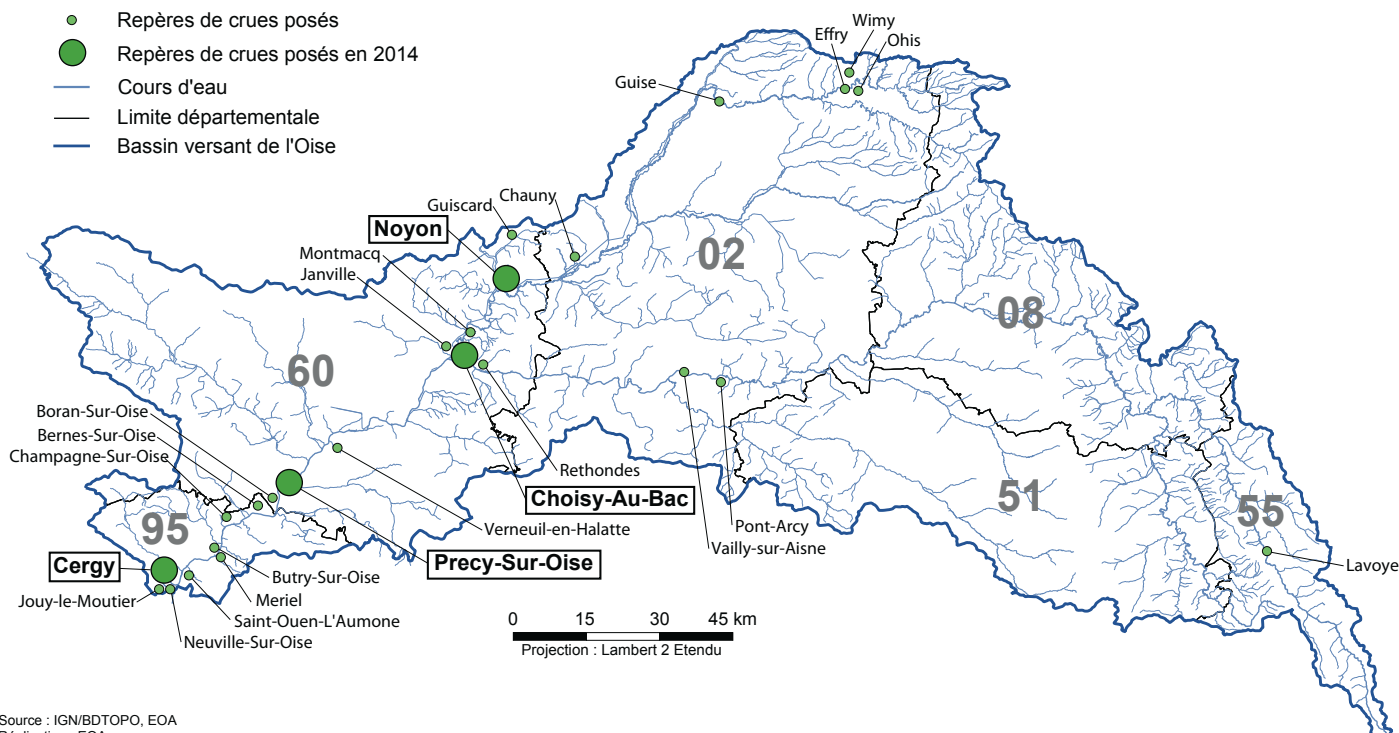 Repères de crues posés
Repères de crues posés en 2014
Cours d'eau
Limite départementale
Bassin versant de l'Oise
Wimy
Effry
Ohis
Guise
Chauny
Guiscard
Noyon
Montmacq
Janville
02
08
60
Boran-Sur-Oise
Bernes-Sur-Oise
Champagne-Sur-Oise
Rethondes
Choisy-Au-Bac
51
55
95
Verneuil-en-Halatte
Pont-Arcy
Vailly-sur-Aisne
Precy-Sur-Oise
Cergy
Lavoye
Butry-Sur-Oise
Meriel
Jouy-le-Moutier
Saint-Ouen-L'Aumone
Neuville-Sur-Oise
0 15 30 45 km
Projection : Lambert 2 Etendu
Source : IGN/BDTOPO, EOA